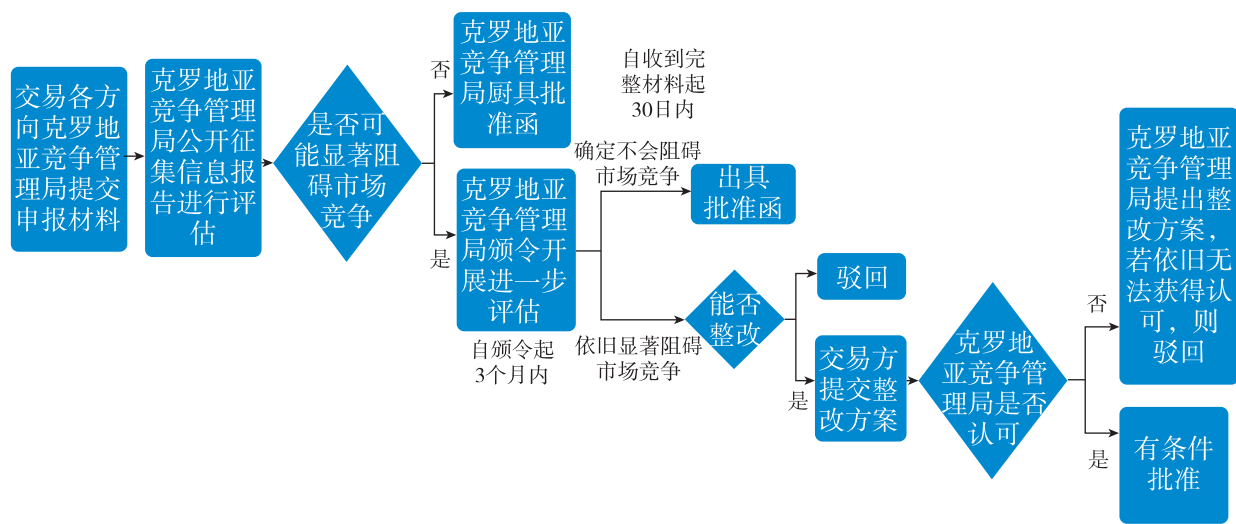 交易各方
向克罗地
亚竞争管
理局提交
申报材料
克罗地亚
竞争管理
局公开征
集信息报
告进行评
估
是否可
能显著阻
碍市场
竞争
否
克罗地亚
竞争管理
局厨具批
准函
自收到完
整材料起
30日内
是
克罗地亚
竞争管理
局颁令开
展进一步
评估
自颁令起
3个月内
确定不会阻碍
市场竞争
出具
批准函
依旧显著阻碍
市场竞争
能否
整改
驳回
是
交易方
提交整
改方案
克罗地
亚竞争管
理局是否
认可
否
克罗地亚
竞争管理
局提出整
改方案，
若依旧无
法获得认
可，则
驳回
是
有条件
批准